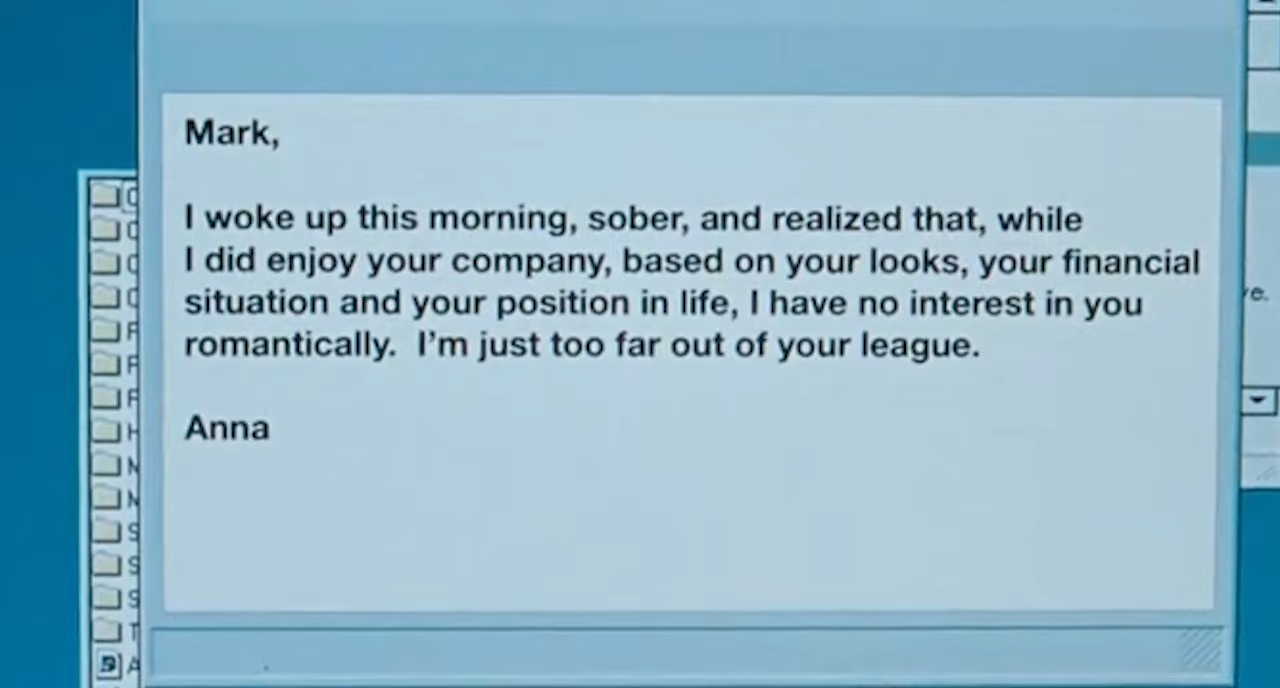 Mark,
I woke up this morning, sober, and realized that, while
I did enjoy your company, based on your looks, your financial
situation and your position in life, I have no interest in you
romantically.  I’m just too far out of your league.
Anna